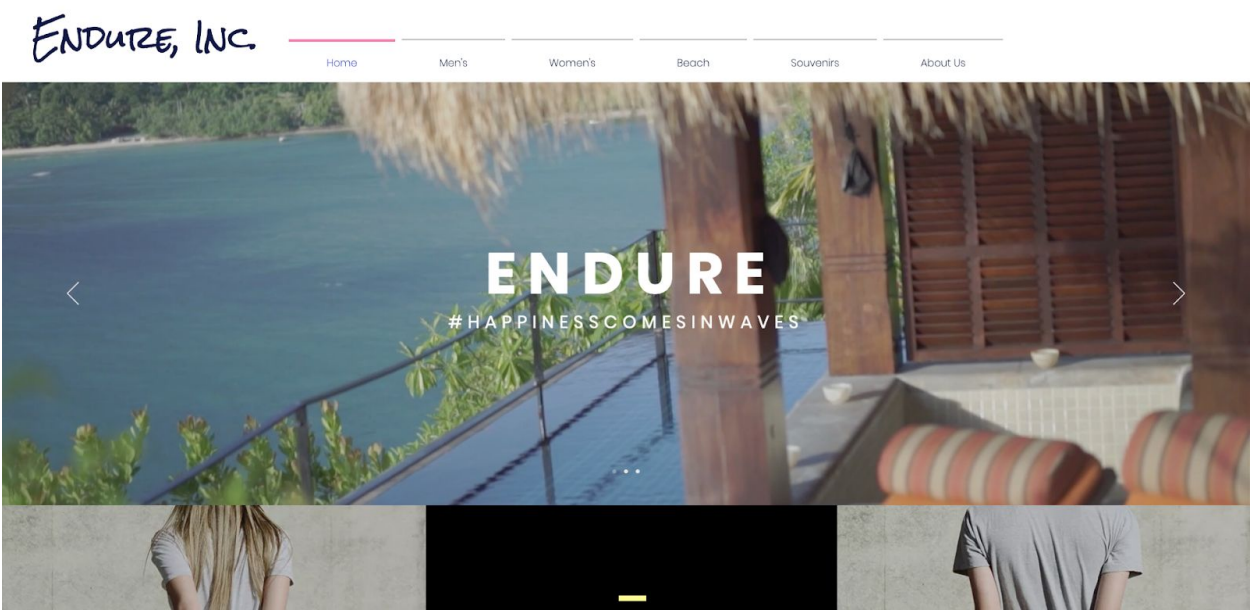 ENDURE, INC.
Home Men's Women's Beach Souvenirs About Us
ENDURE
#HAPPINESSCOMESINWAVES